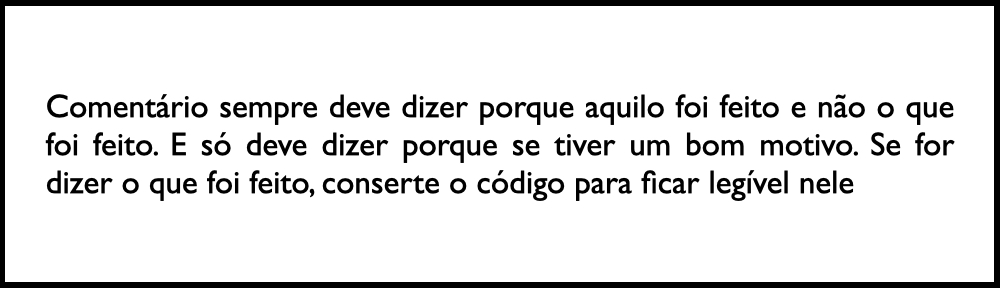 Comentário sempre deve dizer porque aquilo foi feito e não o que
foi feito. E só deve dizer porque se tiver um bom motivo. Se for
dizer o que foi feito, conserte o código para ficar legível nele